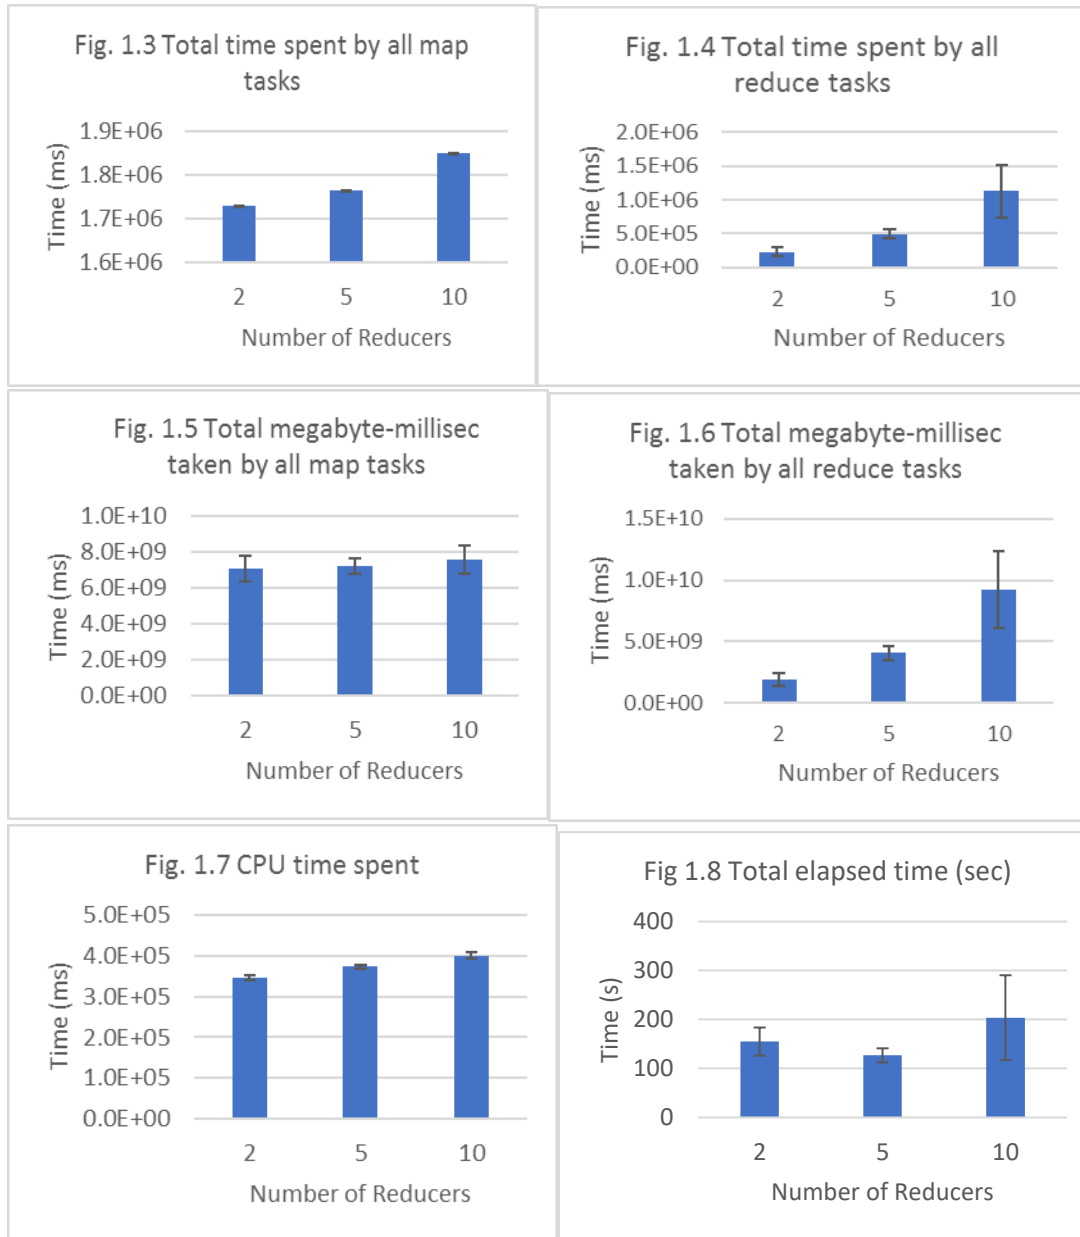 Fig. 1.3 Total time spent by all map
tasks
1.9E+06
1.8E+06
1.7E+06
1.6E+06
Time (ms)
2 5 10
Number of Reducers
Fig. 1.4 Total time spent by all
reduce tasks
2.0E+06
1.5E+06
1.0E+06
5.0E+05
0.0E+00
Time (ms)
2 5 10
Number of Reducers
Fig. 1.5 Total megabyte-millisec
taken by all map tasks
1.0E+10
8.0E+09
6.0E+09
4.0E+09
2.0E+09
0.0E+00
Time (ms)
2 5 10
Number of Reducers
Fig. 1.6 Total megabyte-millisec
taken by all reduce tasks
1.5E+10
1.0E+10
5.0E+09
0.0E+00
Time (ms)
2 5 10
Number of Reducers
Fig. 1.7 CPU time spent
5.0E+05
4.0E+05
3.0E+05
2.0E+05
1.0E+05
0.0E+00
Time (ms)
2 5 10
Number of Reducers
Fig 1.8 Total elapsed time (sec)
400
300
200
100
0
Time (s)
2 5 10
Number of Reducers